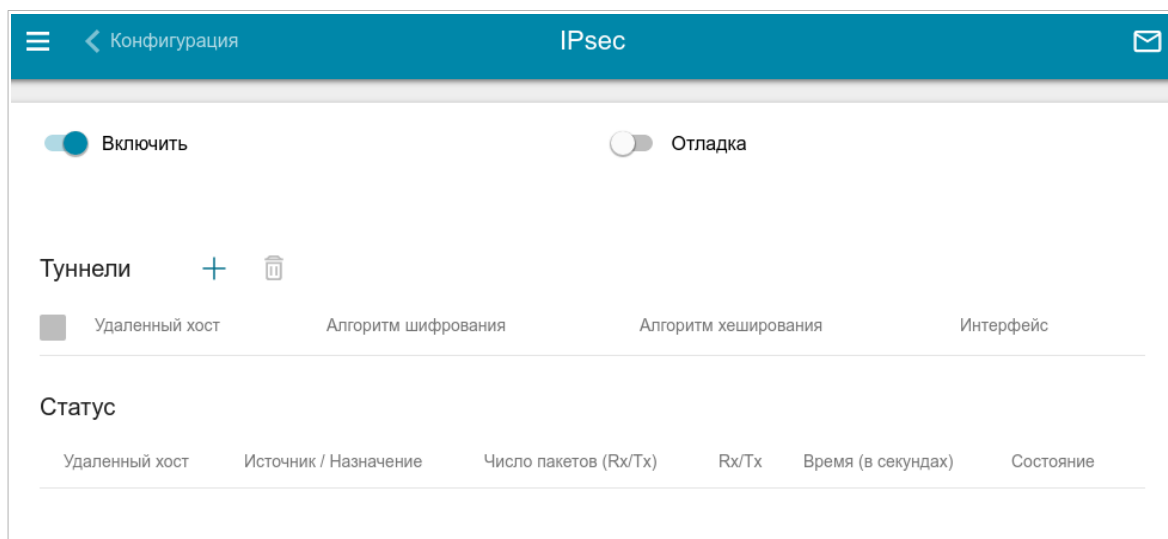 Конфигурация IPsec
Включить Отладка
Туннели
Удаленный хост Алгоритм шифрования Алгоритм хеширования Интерфейс
Статус
Удаленный хост Источник / Назначение Число пакетов (Rx/Tx) Rx/Tx Время (в секундах) Состояние